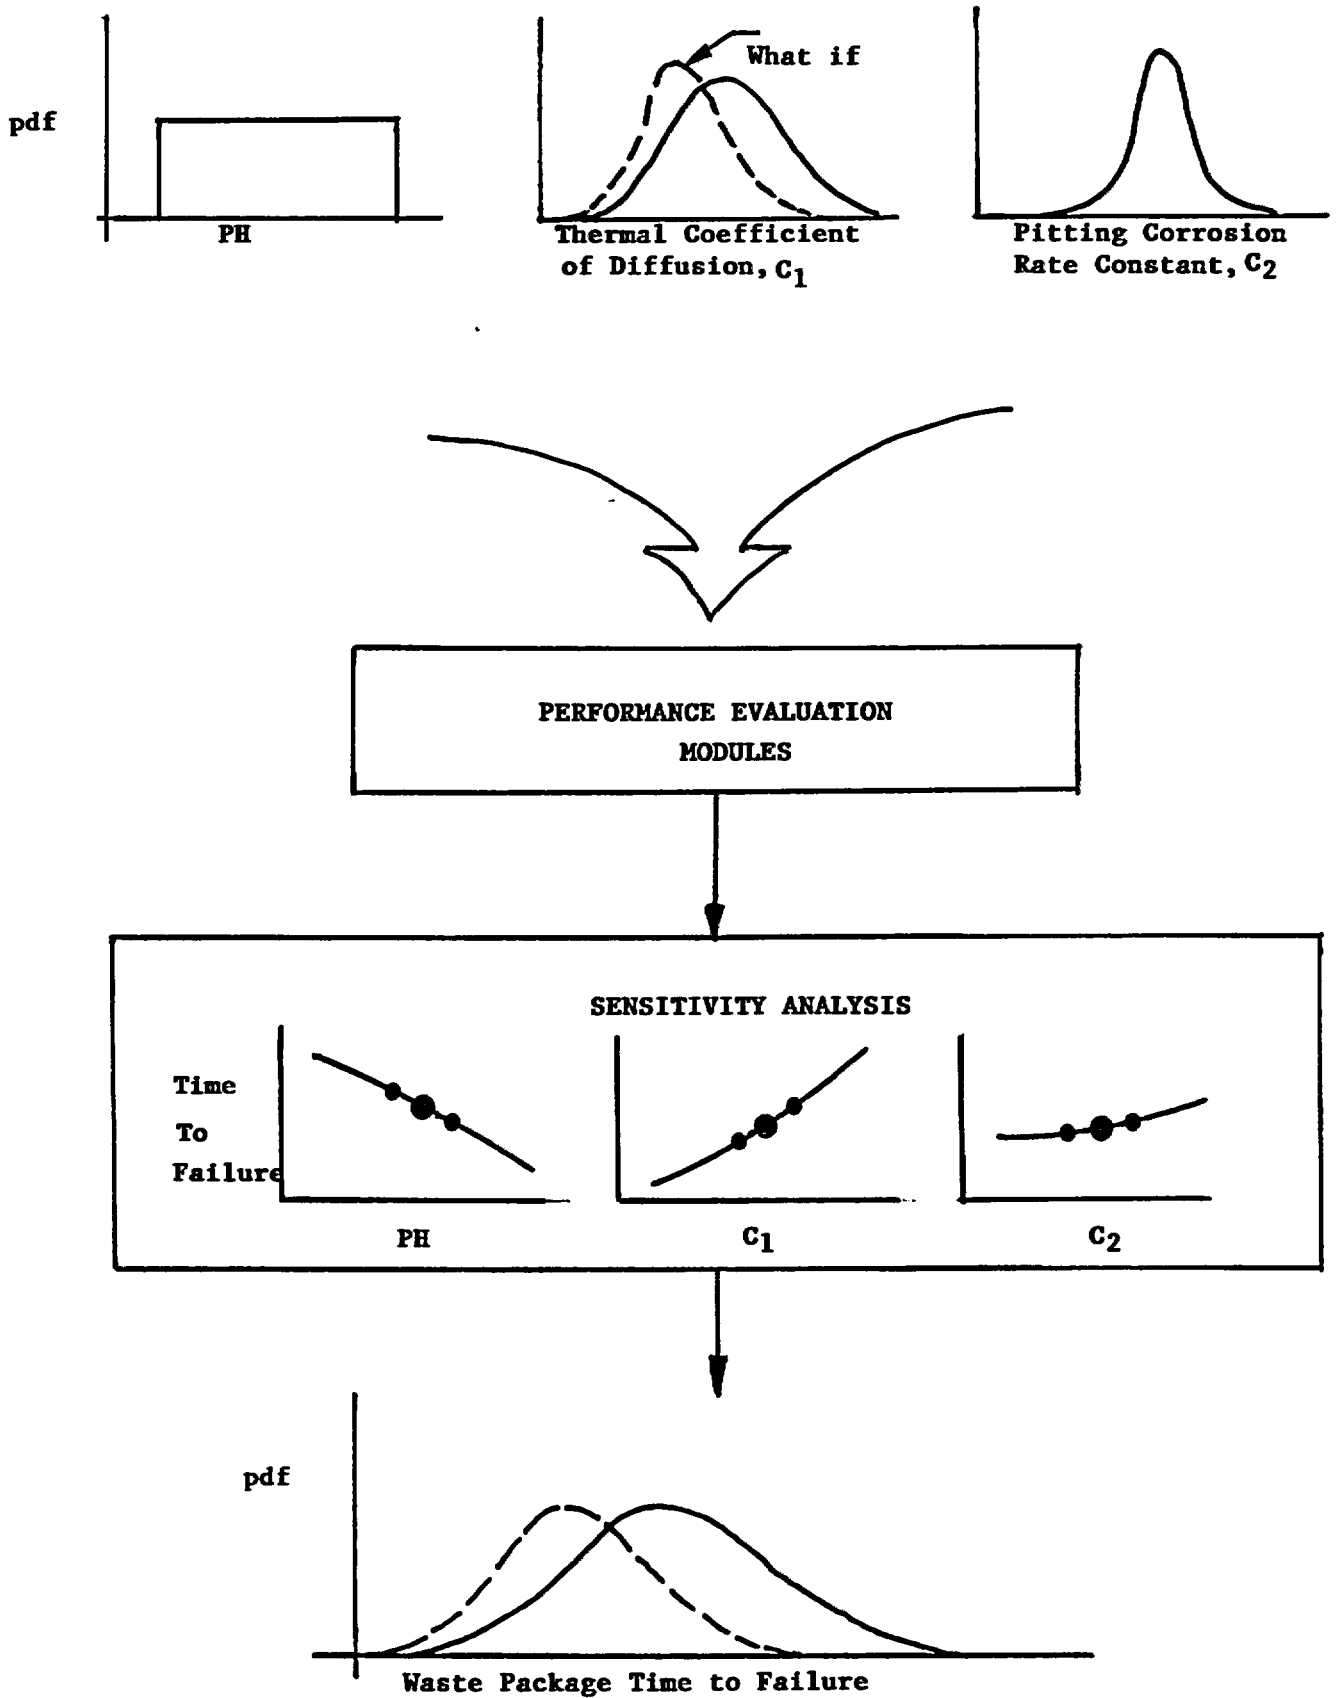 What if
pdf
PH
Thermal Coefficient
of Diffusion, C1
Pitting Corrosion
Rate Constant, C2
PERFORMANCE EVALUATION
MODULES
SENSITIVITY ANALYSIS
Time
To
Failure
PH
C1
C2
pdf
Waste Package Time to Failure